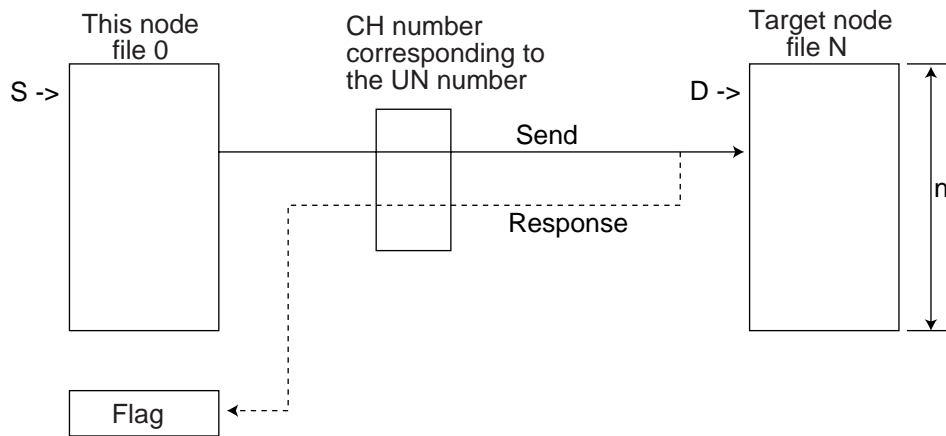 This node
file 0
CH number
corresponding to
the UN number
Target node
file N
S ->
D ->
Send
n
Response
Flag